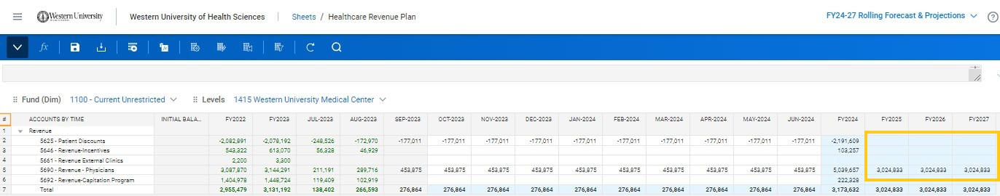 Western University Western University of Health Sciences Sheets / Healthcare Revenue Plan FY24-27 Rolling Forecast & Projections
Fund (Dim) 1100 - Current Unrestricted Levels 1415 Western University Medical Center
# ACCOUNTS BY TIME INITIAL BALA... FY2022 FY2023 JUL-2023 AUG-2023 SEP-2023 OCT-2023 NOV-2023 DEC-2023 JAN-2024 FEB-2024 MAR-2024 APR-2024 MAY-2024 JUN-2024 FY2024 FY2025 FY2026 FY2027
1 Revenue
2 5625 - Patient Discounts -2,082,891 -2,078,192 -248,526 -172,970 -177,011 -177,011 -177,011 -177,011 -177,011 -177,011 -177,011 -177,011 -177,011 -177,011 -2,191,609
3 5646 - Revenue-Incentives 543,322 613,070 56,328 46,929 103,257
4 5661 - Revenue External Clinics 2,200 3,300
5 5690 - Revenue - Physicians 3,087,870 3,144,291 211,191 289,716 453,875 453,875 453,875 453,875 453,875 453,875 453,875 453,875 453,875 453,875 5,039,657 3,024,833 3,024,833 3,024,833
6 5692 - Revenue-Capitation Program 1,404,978 1,448,724 119,409 102,919 222,328
7 Total 2,955,479 3,131,192 138,402 266,593 276,864 276,864 276,864 276,864 276,864 276,864 276,864 276,864 276,864 276,864 3,173,632 3,024,833 3,024,833 3,024,833